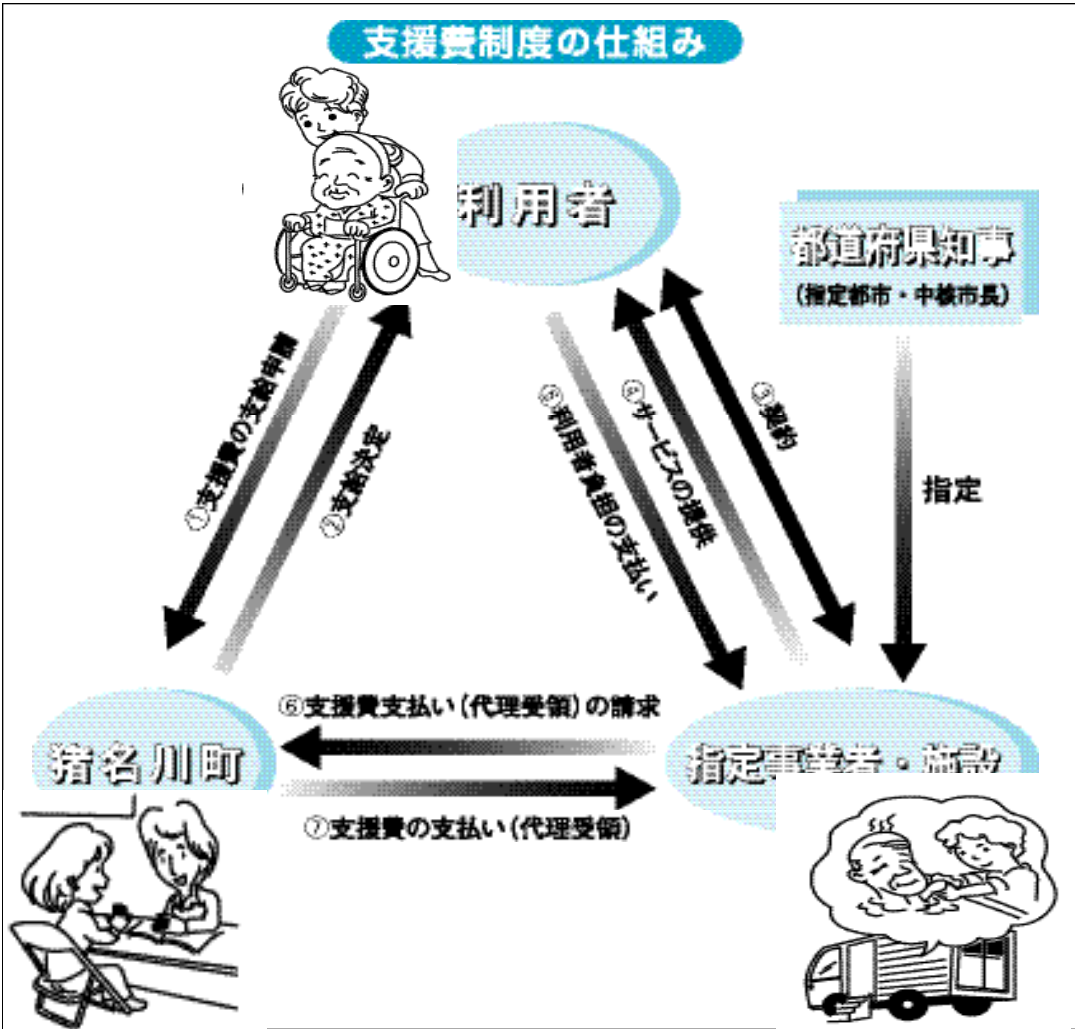 支援費制度の仕組み
利用者
都道府県知事
(指定都市・中核市長)
①支援費の支給申請
②支給決定
⑤利用者負担の支払い
④サービスの提供
③契約
指定
⑥支援費支払い(代理受領)の請求
猪名川町
指定事業者・施設
⑦支援費の支払い(代理受領)